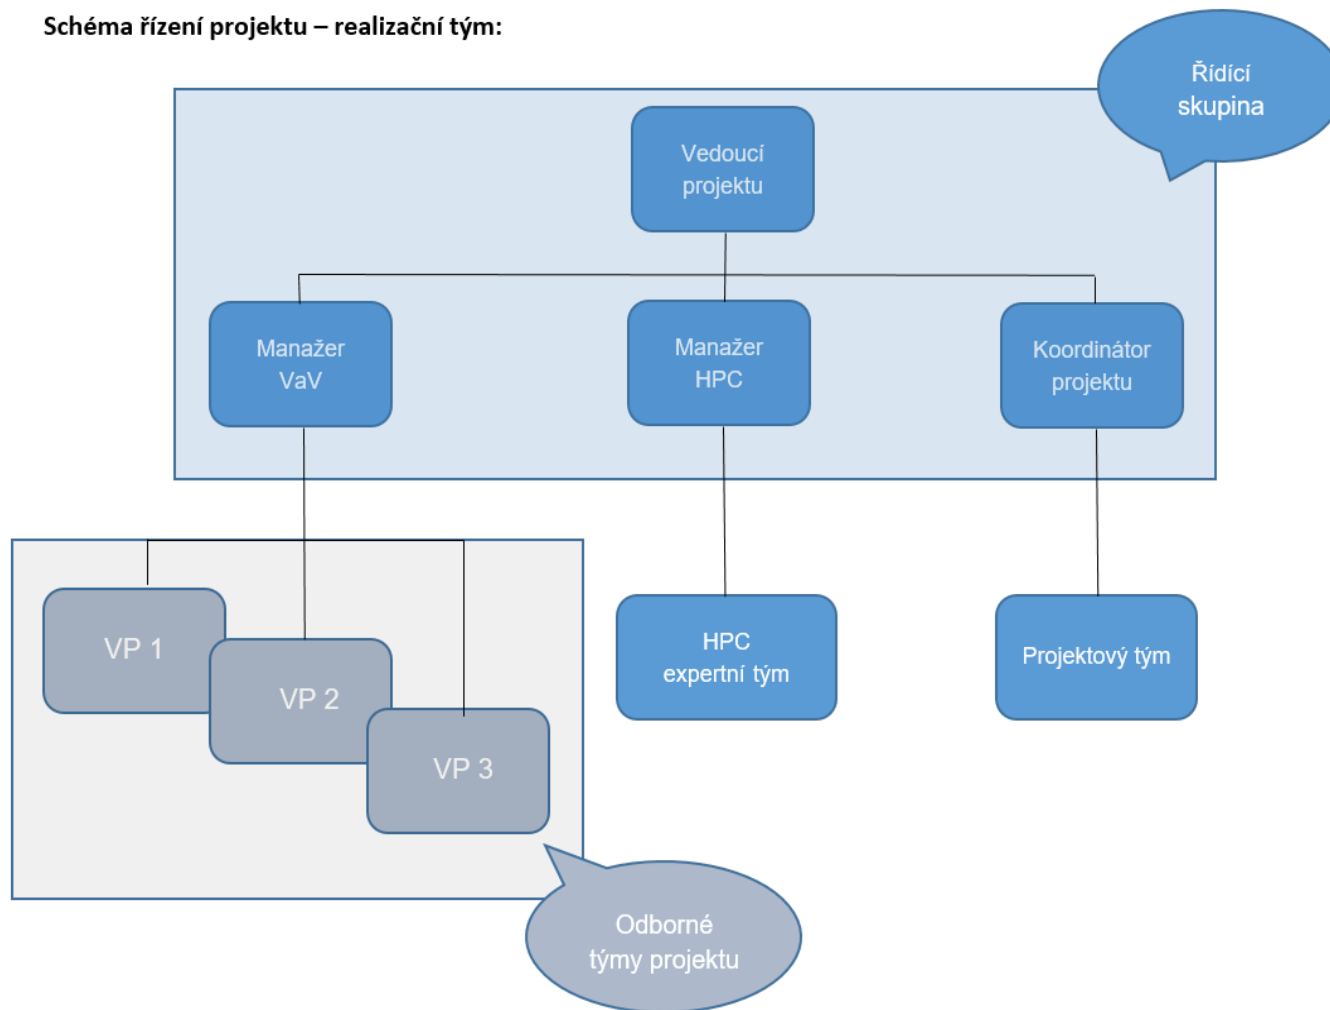 Schéma řízení projektu – realizační tým:
Řídící
skupina
Vedoucí
projektu
Manažer
VaV
Manažer
HPC
Koordinátor
projektu
VP 1
VP 2
VP 3
HPC
expertní tým
Projektový tým
Odborné
týmy projektu